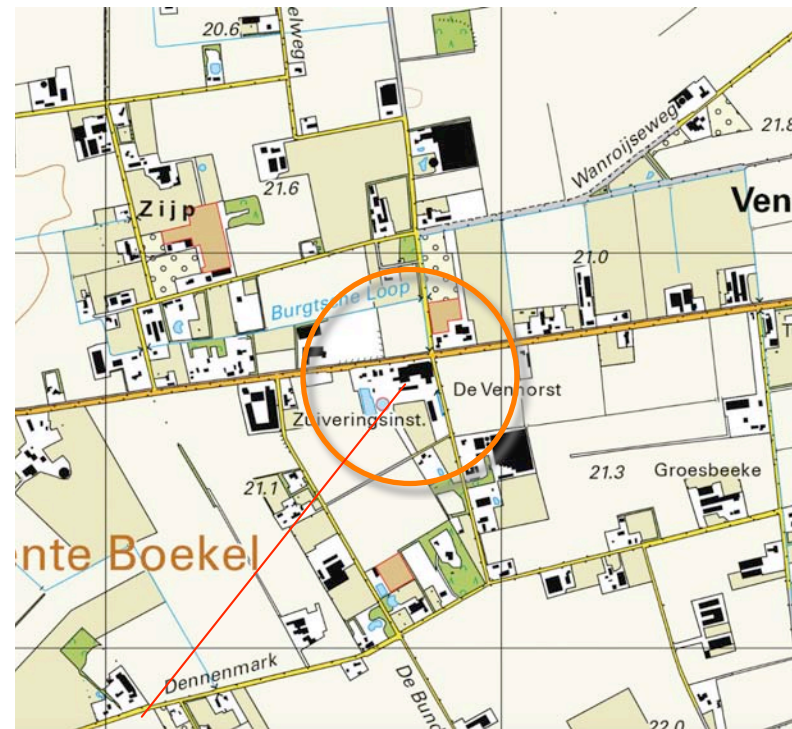 20.6
elweg
Wanroijseweg
21.8
21.6
Zijp
Ven
21.0
Burgtsche Loop
T
De Venhorst
Zuiveringsinst.
21.3
Groesbeeke
21.1
nte Boekel
Dennenmark
De Bund
22.0